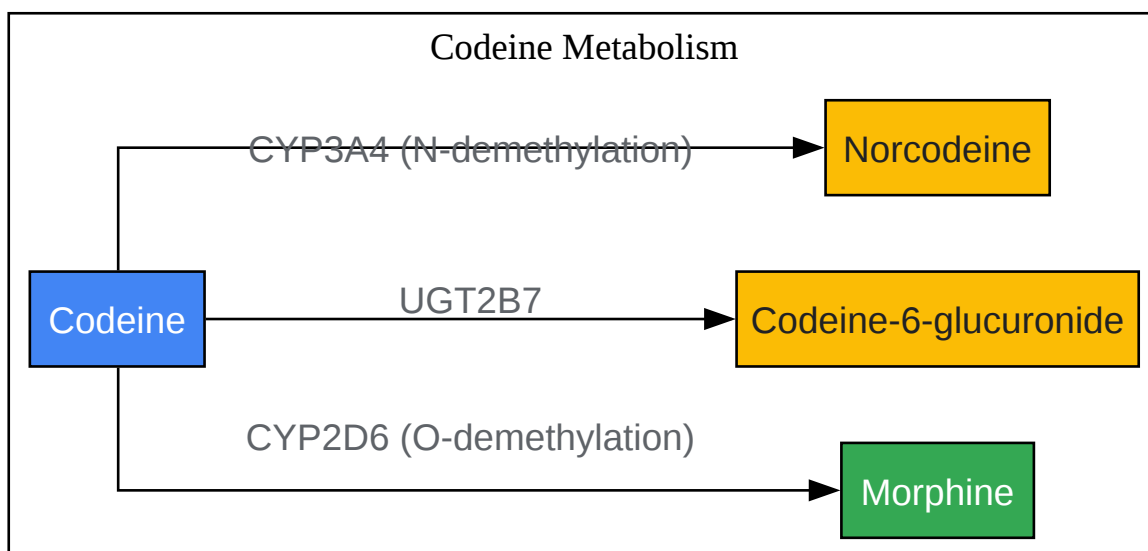 Codeine Metabolism
CYP3A4 (N-demethylation)
Norcodeine
Codeine
UGT2B7
Codeine-6-glucuronide
CYP2D6 (O-demethylation)
Morphine